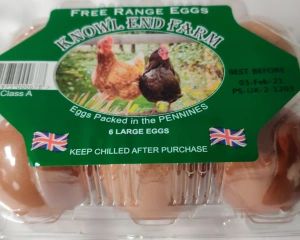 FREE RANGE EGGS
KNOWL END FARM
BEST BEFORE
Class A
Eggs Packed in the PENNINES
6 LARGE EGGS
KEEP CHILLED AFTER PURCHASE